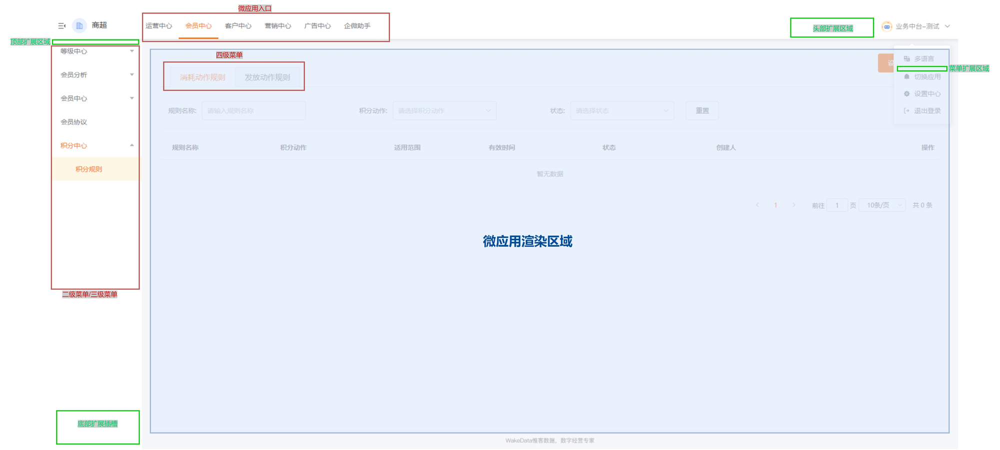 微应用入口
商超
运营中心 会员中心 客户中心 营销中心 广告中心 企微助手
头部扩展区域
业务中台-测试
顶部扩展区域
等级中心
会员分析
会员中心
会员协议
积分中心
积分规则
二级菜单/三级菜单
底部扩展插槽
四级菜单
消耗动作规则 发放动作规则
设
多语言
菜单扩展区域
切换应用
设置中心
退出登录
规则名称: 请输入规则名称 积分动作: 请选择积分动作 状态: 请选择状态 重置
规则名称 积分动作 适用范围 有效时间 状态 创建人 操作
暂无数据
1 前往 1 页 10条/页 共 0 条
微应用渲染区域
WakeData惟客数据，数字经营专家